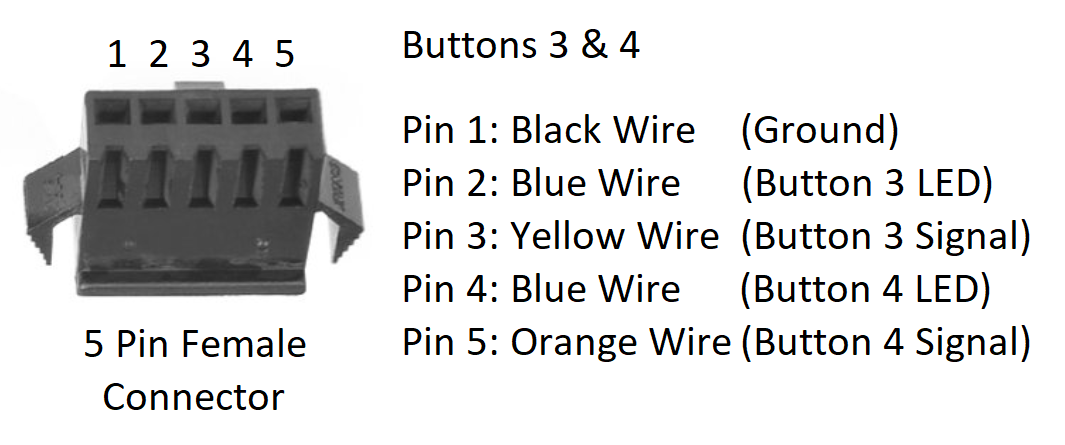 1 2 3 4 5
Buttons 3 & 4
Pin 1: Black Wire (Ground)
Pin 2: Blue Wire (Button 3 LED)
Pin 3: Yellow Wire (Button 3 Signal)
Pin 4: Blue Wire (Button 4 LED)
Pin 5: Orange Wire (Button 4 Signal)
5 Pin Female
Connector